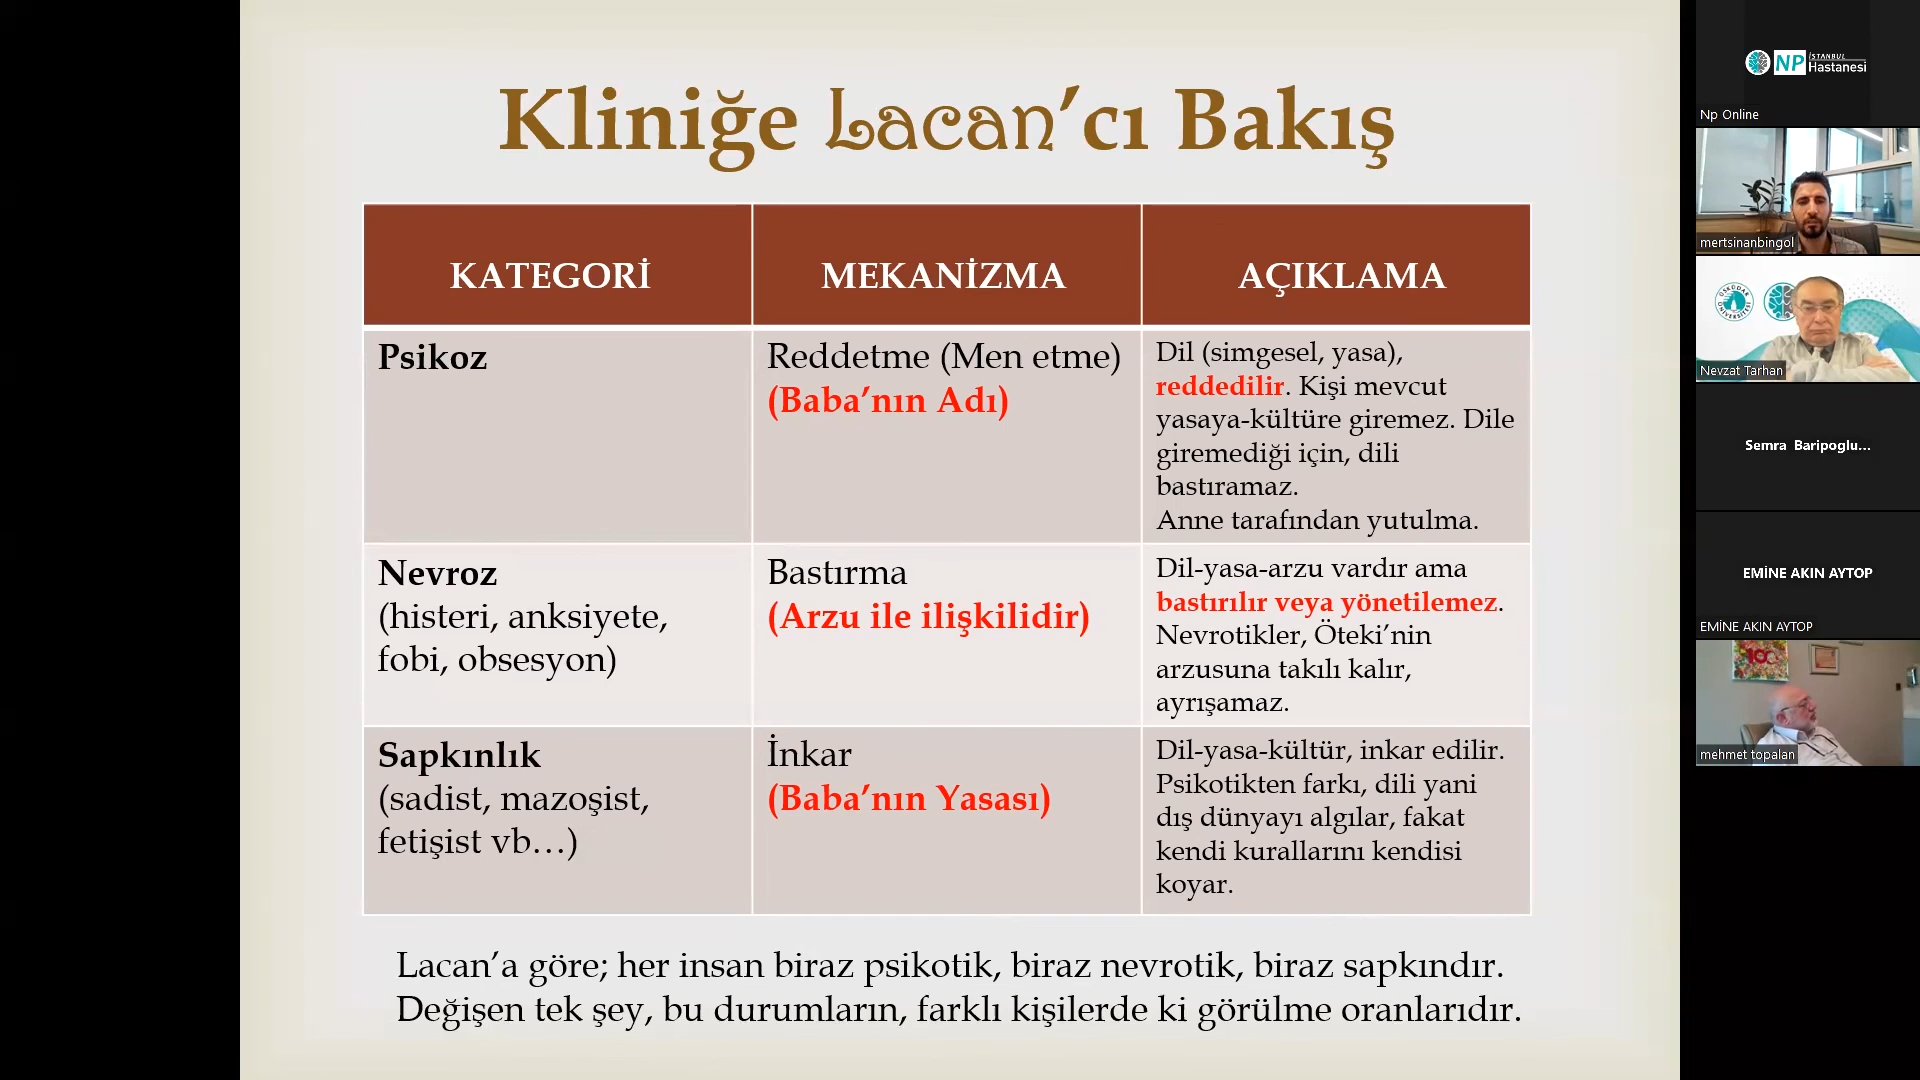 Kliniğe Lacan’cı Bakış
KATEGORİ
MEKANİZMA
AÇIKLAMA
Psikoz
Reddetme (Men etme)
(Baba’nın Adı)
Dil (simgesel, yasa),
reddedilir. Kişi mevcut
yasaya-kültüre giremez. Dile
giremediği için, dili
bastıramaz.
Anne tarafından yutulma.
Nevroz
(histeri, anksiyete,
fobi, obsesyon)
Bastırma
(Arzu ile ilişkilidir)
Dil-yasa-arzu vardır ama
bastırılır veya yönetilemez.
Nevrotikler, Öteki’nin
arzusuna takılı kalır,
ayrışamaz.
Sapkınlık
(sadist, mazoşist,
fetişist vb…)
İnkar
(Baba’nın Yasası)
Dil-yasa-kültür, inkar edilir.
Psikotikten farkı, dili yani
dış dünyayı algılar, fakat
kendi kurallarını kendisi
koyar.
Lacan’a göre; her insan biraz psikotik, biraz nevrotik, biraz sapkındır.
Değişen tek şey, bu durumların, farklı kişilerde ki görülme oranlarıdır.
NP İSTANBUL Hastanesi
Np Online
mertsinanbingol
ÜSKÜDAR ÜNİVERSİTESİ
Nevzat Tarhan
Semra Baripoglu...
EMİNE AKIN AYTOP
EMİNE AKIN AYTOP
100
mehmet topalan